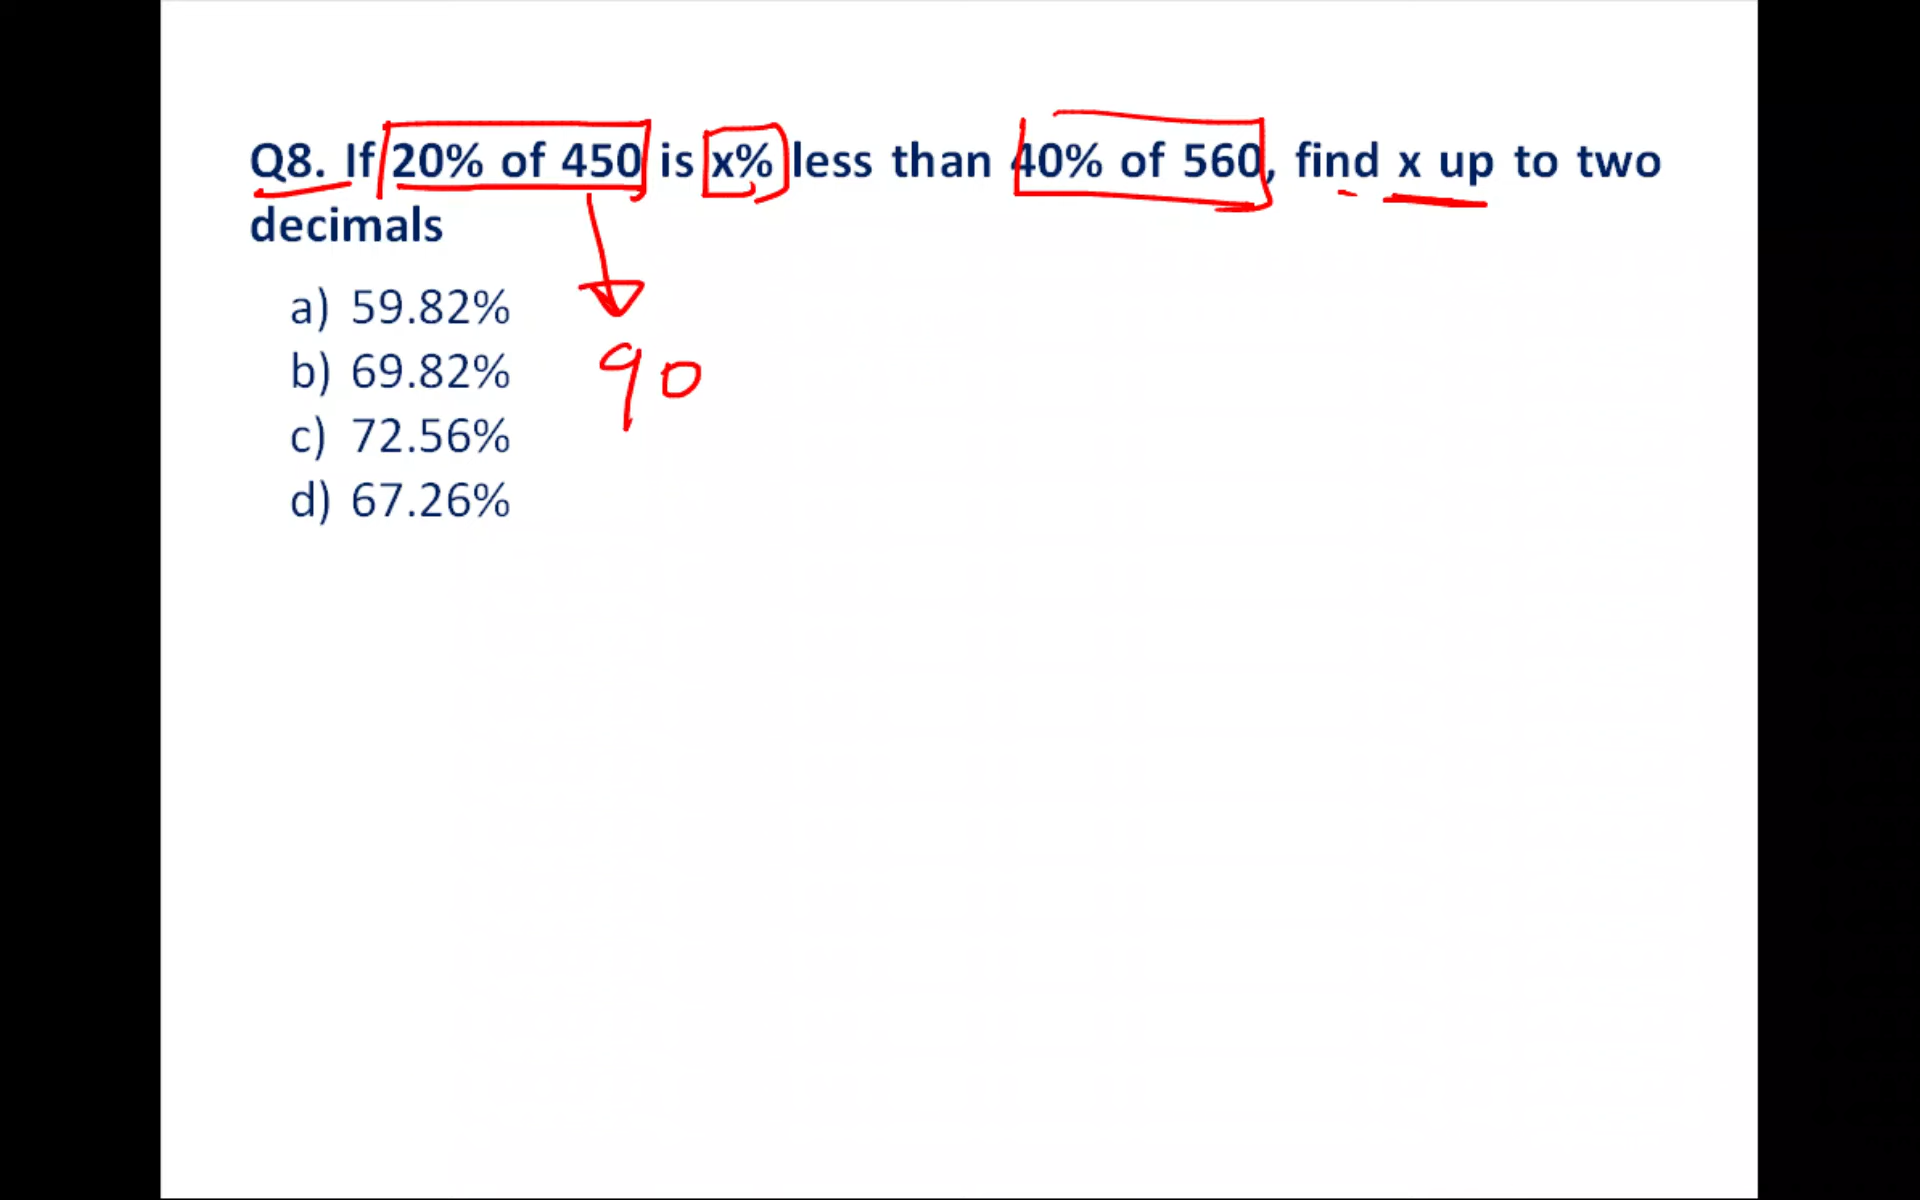 Q8. If 20% of 450 is x% less than 40% of 560, find x up to two
decimals
a) 59.82%
b) 69.82%
c) 72.56%
d) 67.26%
90